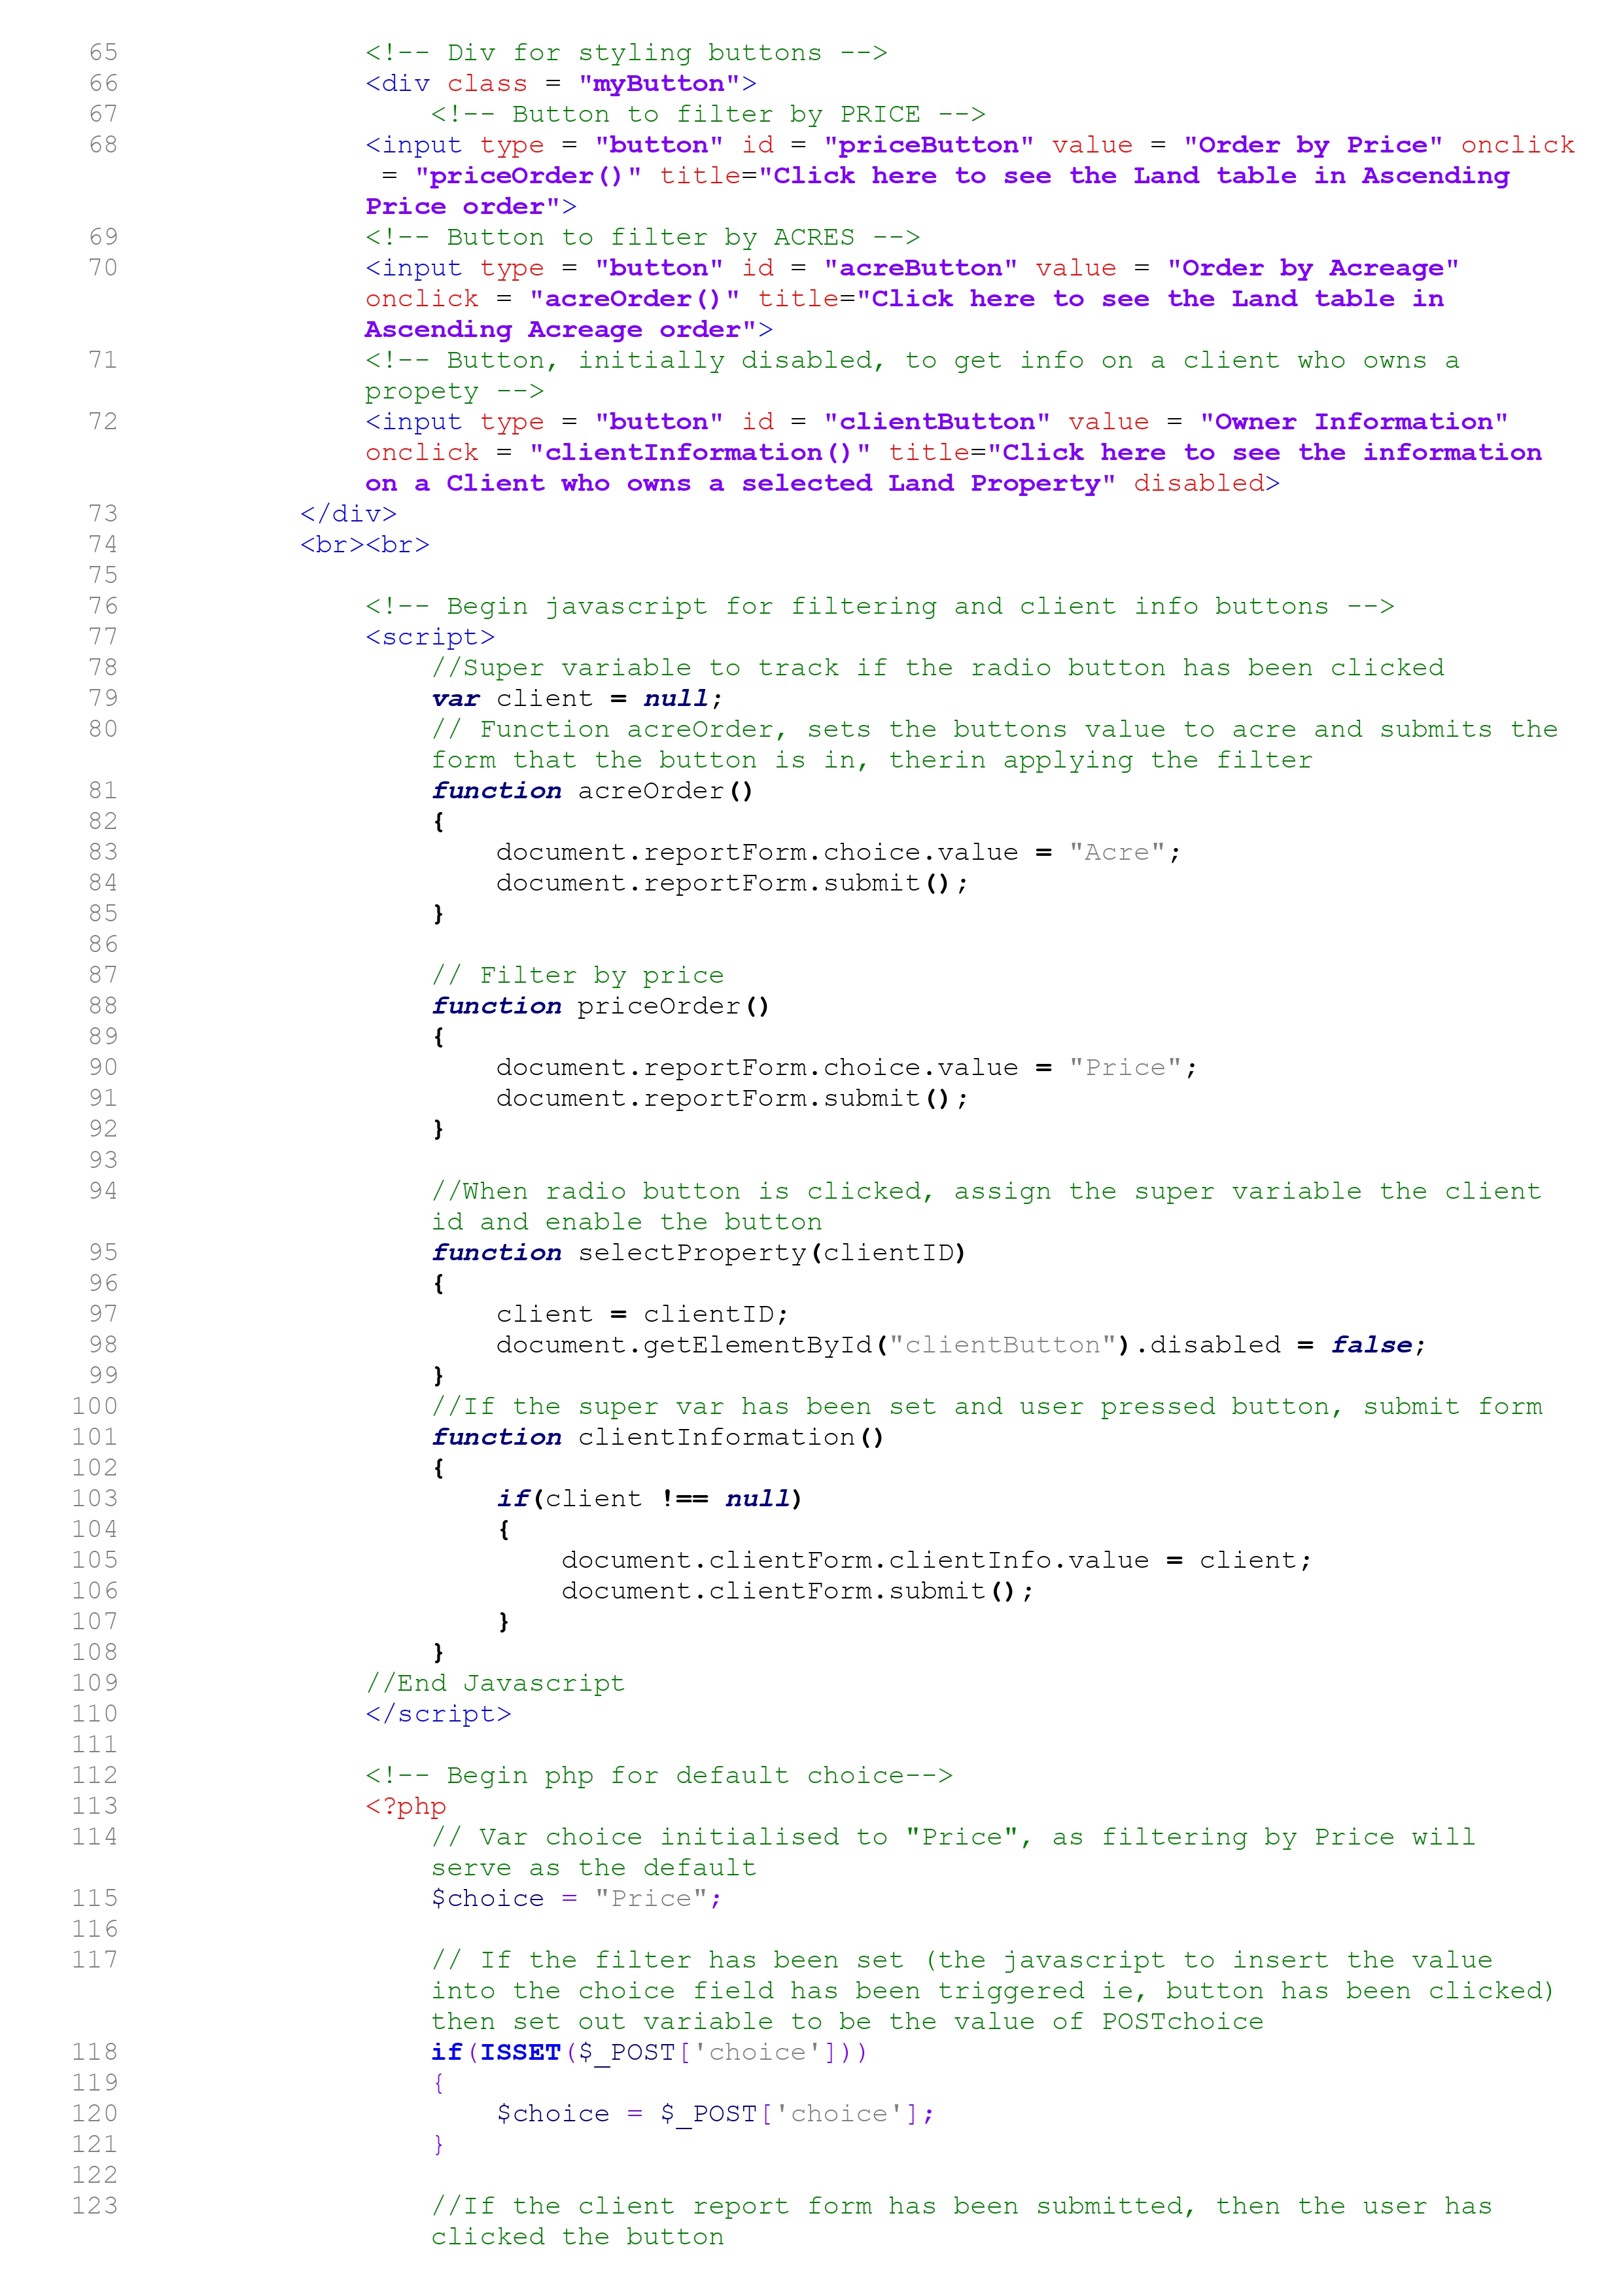 65 <!-- Div for styling buttons -->
66 <div class = "myButton">
67 <!-- Button to filter by PRICE -->
68 <input type = "button" id = "priceButton" value = "Order by Price" onclick
= "priceOrder()" title="Click here to see the Land table in Ascending
Price order">
69 <!-- Button to filter by ACRES -->
70 <input type = "button" id = "acreButton" value = "Order by Acreage"
onclick = "acreOrder()" title="Click here to see the Land table in
Ascending Acreage order">
71 <!-- Button, initially disabled, to get info on a client who owns a
propety -->
72 <input type = "button" id = "clientButton" value = "Owner Information"
onclick = "clientInformation()" title="Click here to see the information
on a Client who owns a selected Land Property" disabled>
73 </div>
74 <br><br>
75
76 <!-- Begin javascript for filtering and client info buttons -->
77 <script>
78 //Super variable to track if the radio button has been clicked
79 var client = null;
80 // Function acreOrder, sets the buttons value to acre and submits the
form that the button is in, therin applying the filter
81 function acreOrder()
82 {
83 document.reportForm.choice.value = "Acre";
84 document.reportForm.submit();
85 }
86
87 // Filter by price
88 function priceOrder()
89 {
90 document.reportForm.choice.value = "Price";
91 document.reportForm.submit();
92 }
93
94 //When radio button is clicked, assign the super variable the client
id and enable the button
95 function selectProperty(clientID)
96 {
97 client = clientID;
98 document.getElementById("clientButton").disabled = false;
99 }
100 //If the super var has been set and user pressed button, submit form
101 function clientInformation()
102 {
103 if(client !== null)
104 {
105 document.clientForm.clientInfo.value = client;
106 document.clientForm.submit();
107 }
108 }
109 //End Javascript
110 </script>
111
112 <!-- Begin php for default choice-->
113 <?php
114 // Var choice initialised to "Price", as filtering by Price will
serve as the default
115 $choice = "Price";
116
117 // If the filter has been set (the javascript to insert the value
into the choice field has been triggered ie, button has been clicked)
then set out variable to be the value of POSTchoice
118 if(ISSET($_POST['choice']))
119 {
120 $choice = $_POST['choice'];
121 }
122
123 //If the client report form has been submitted, then the user has
clicked the button